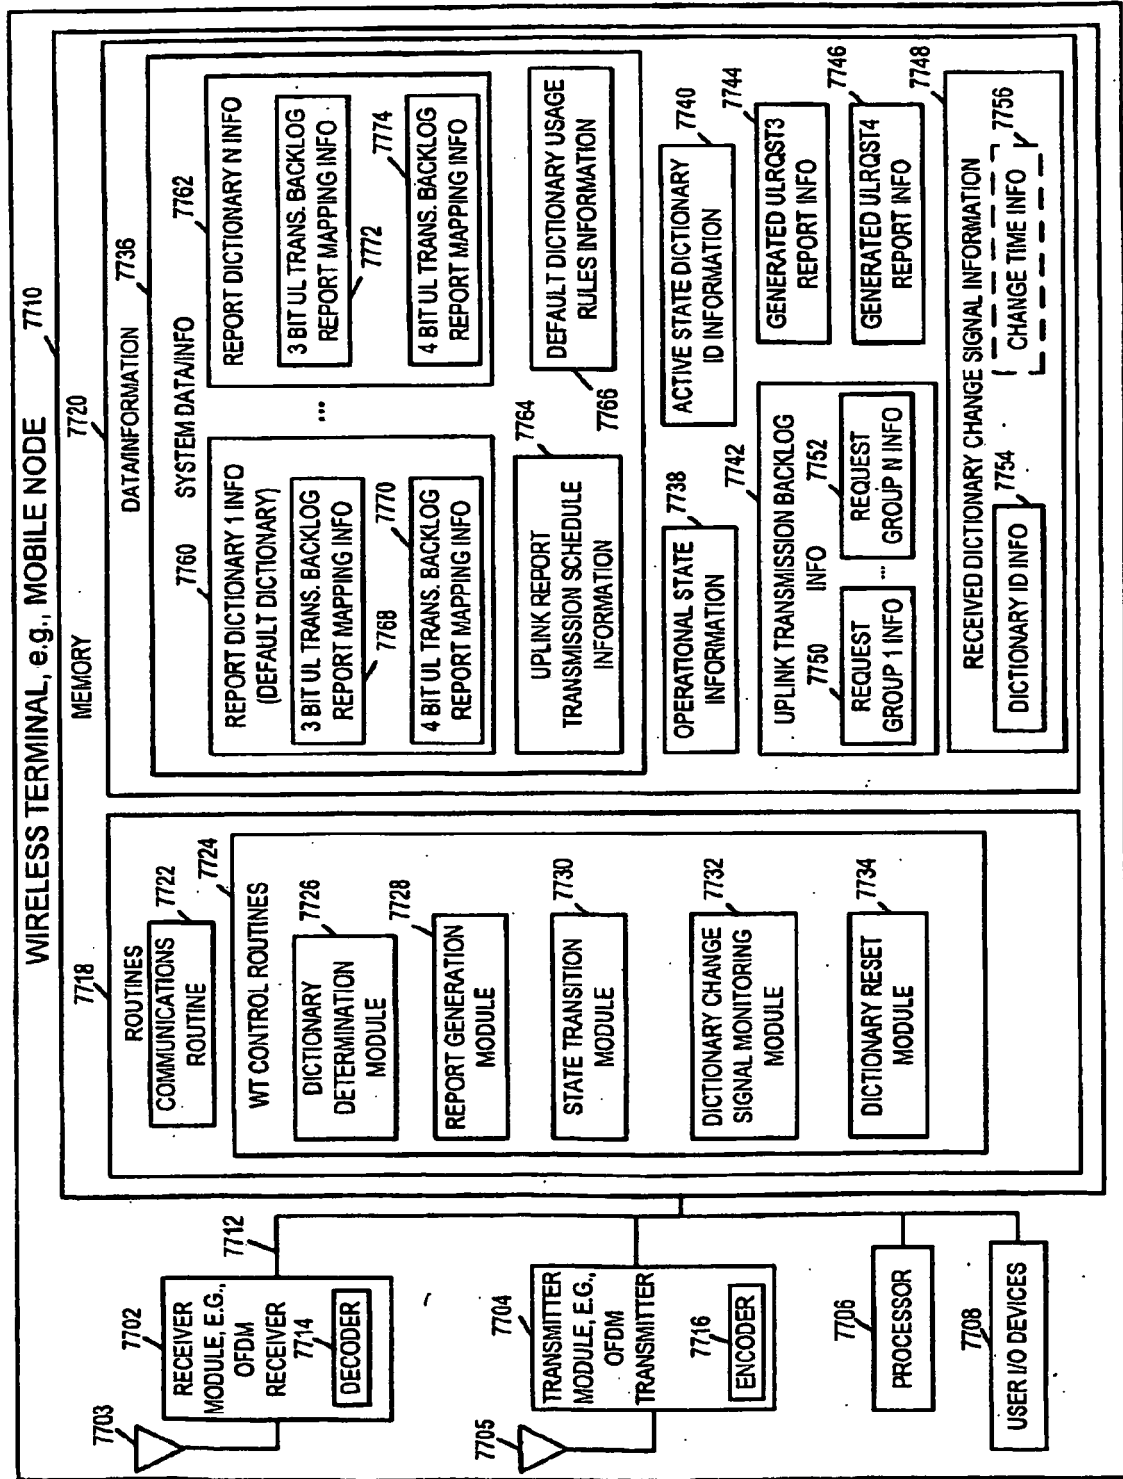 WIRELESS TERMINAL, e.g., MOBILE NODE
7710
7703
7702
RECEIVER
MODULE, E.G.,
OFDM
RECEIVER
7714
DECODER
7712
7705
7704
TRANSMITTER
MODULE, E.G.,
OFDM
TRANSMITTER
7716
ENCODER
7706
PROCESSOR
7708
USER I/O DEVICES
MEMORY
7720
7718
ROUTINES
7722
COMMUNICATIONS
ROUTINE
7724
WT CONTROL ROUTINES
7726
DICTIONARY
DETERMINATION
MODULE
7728
REPORT GENERATION
MODULE
7730
STATE TRANSITION
MODULE
7732
DICTIONARY CHANGE
SIGNAL MONITORING
MODULE
7734
DICTIONARY RESET
MODULE
DATA/INFORMATION
7736
SYSTEM DATA/INFO
7760
REPORT DICTIONARY 1 INFO
(DEFAULT DICTIONARY)
3 BIT UL TRANS. BACKLOG
REPORT MAPPING INFO
7768
7770
4 BIT UL TRANS. BACKLOG
REPORT MAPPING INFO
...
7762
REPORT DICTIONARY N INFO
3 BIT UL TRANS. BACKLOG
REPORT MAPPING INFO
7772
7774
4 BIT UL TRANS. BACKLOG
REPORT MAPPING INFO
7764
UPLINK REPORT
TRANSMISSION SCHEDULE
INFORMATION
7766
DEFAULT DICTIONARY USAGE
RULES INFORMATION
7738
OPERATIONAL STATE
INFORMATION
7740
ACTIVE STATE DICTIONARY
ID INFORMATION
7742
UPLINK TRANSMISSION BACKLOG
INFO
7750
REQUEST
GROUP 1 INFO
...
7752
REQUEST
GROUP N INFO
7744
GENERATED ULRQST3
REPORT INFO
7746
GENERATED ULRQST4
REPORT INFO
7748
RECEIVED DICTIONARY CHANGE SIGNAL INFORMATION
7754
DICTIONARY ID INFO
7756
CHANGE TIME INFO